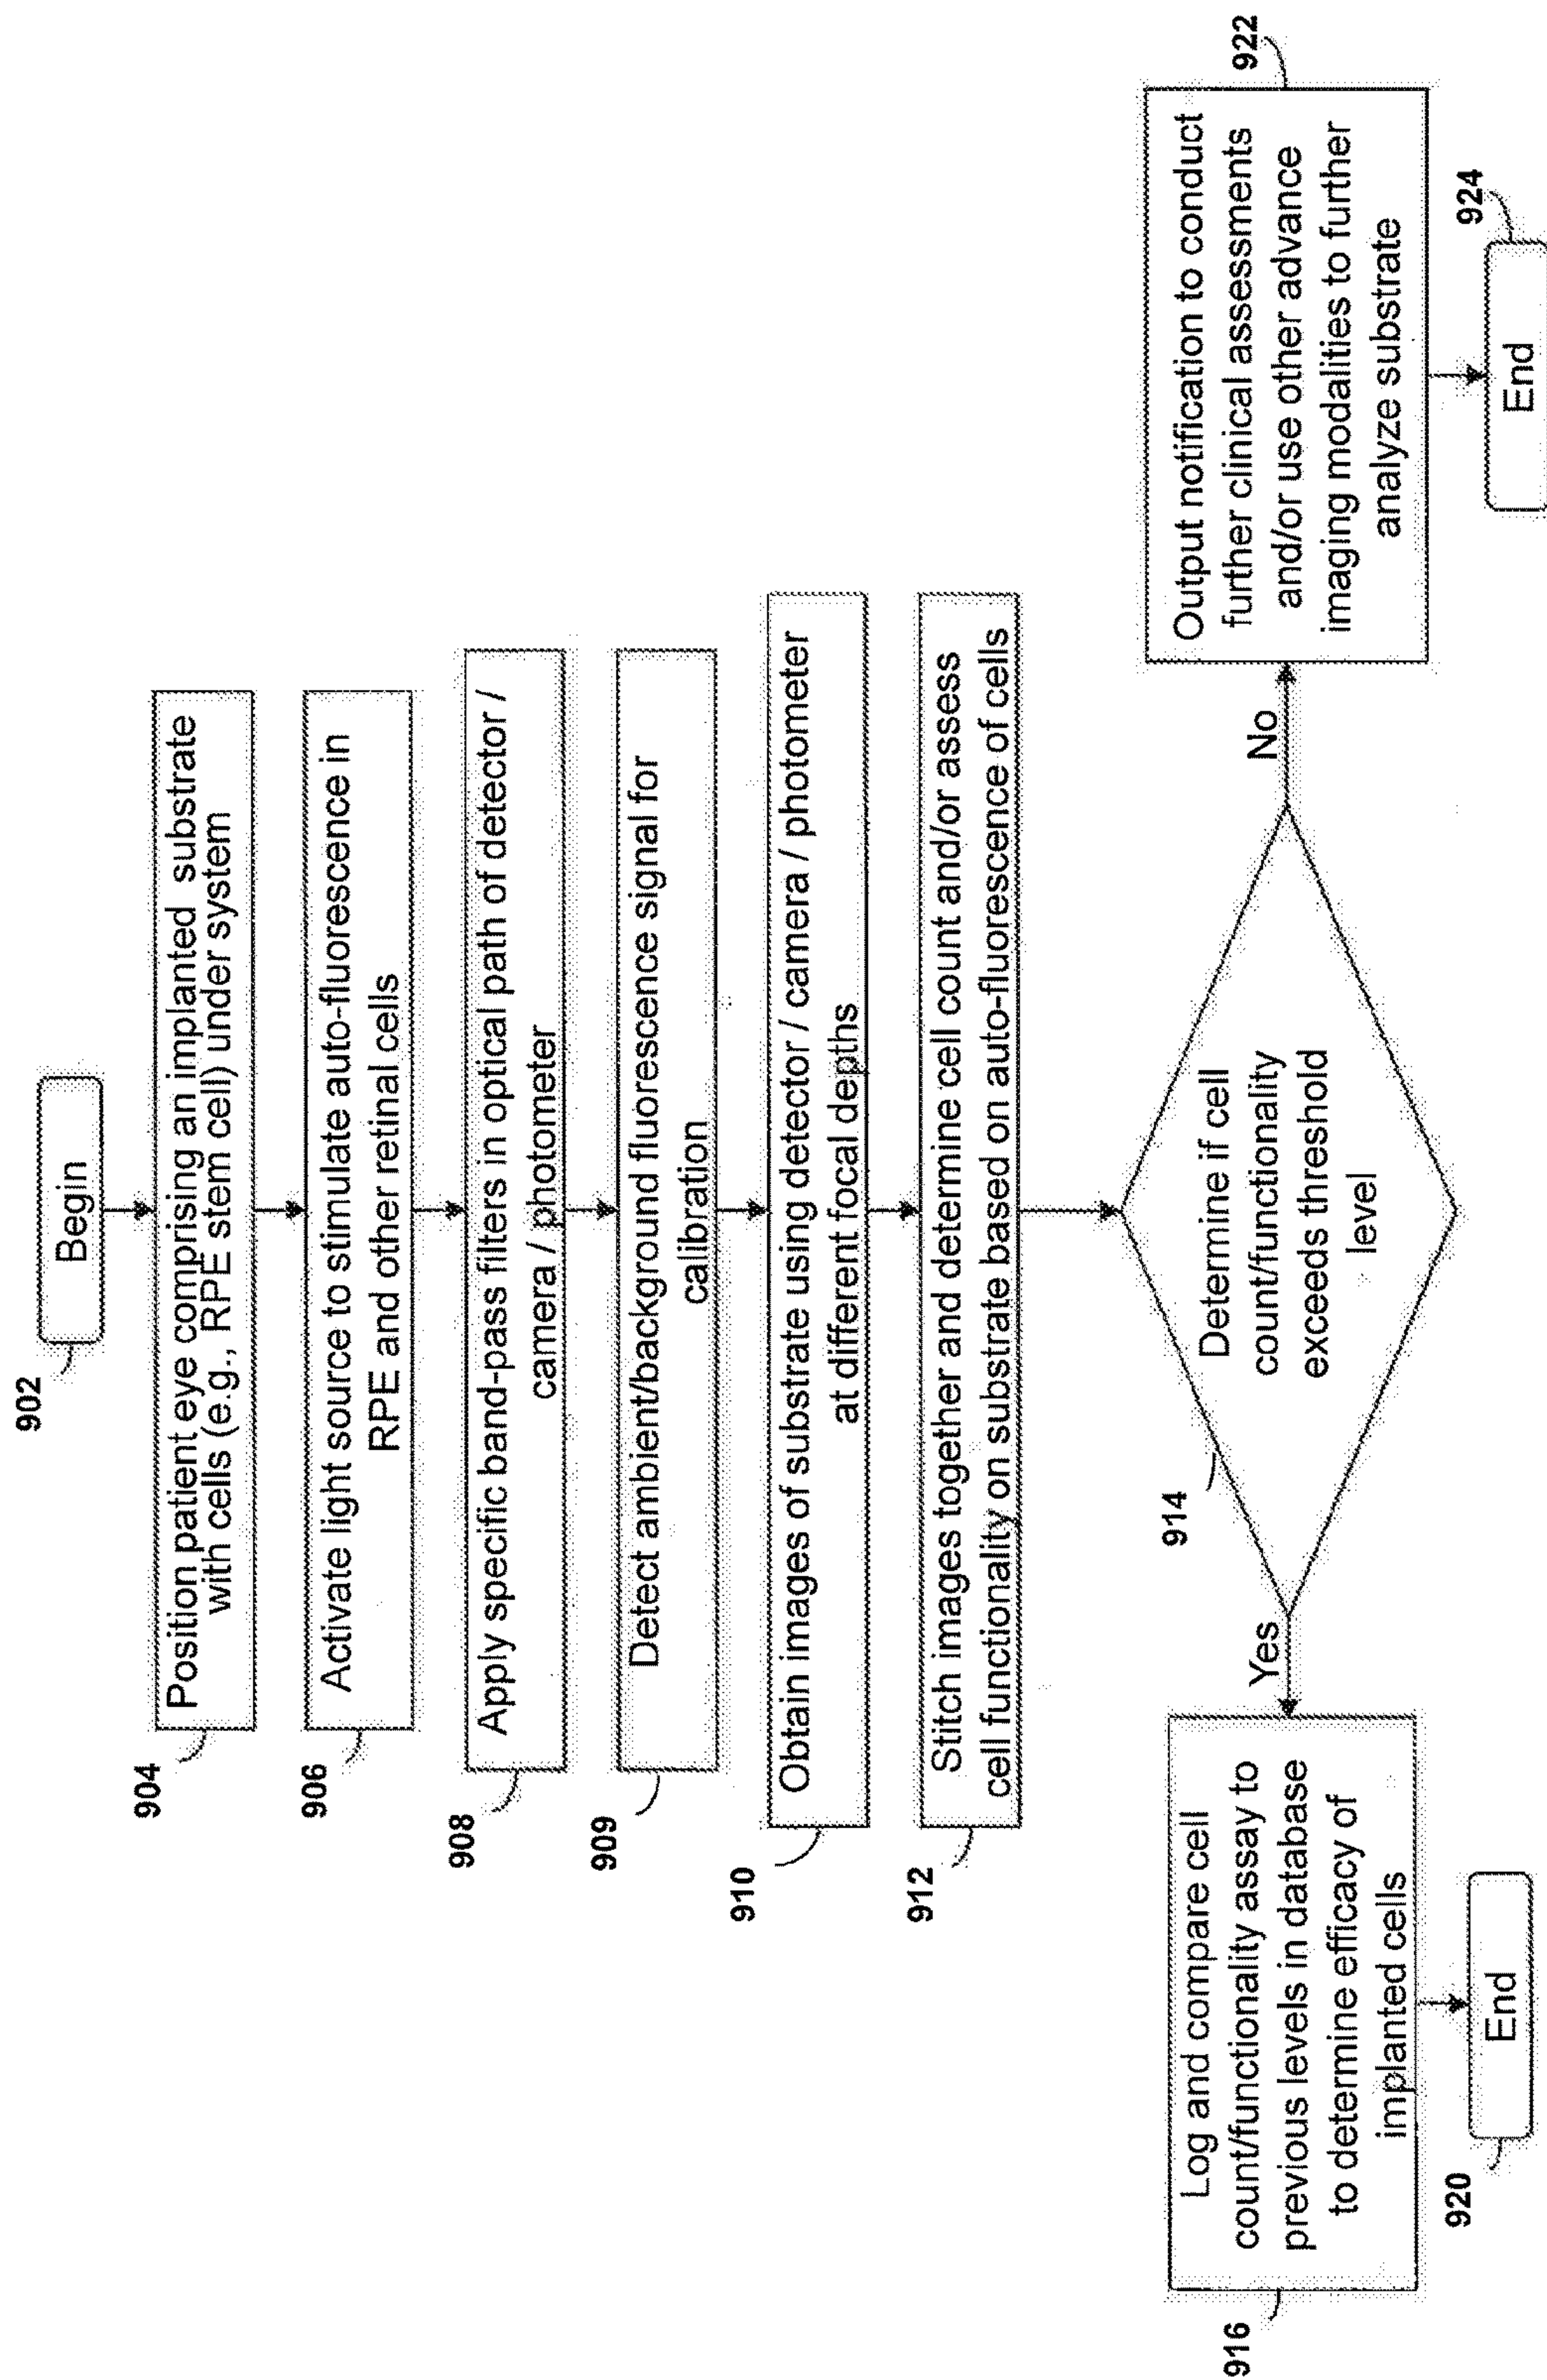 902
Begin
904
Position patient eye comprising an implanted substrate
with cells (e.g., RPE stem cell) under system
906
Activate light source to stimulate auto-fluorescence in
RPE and other retinal cells
908
Apply specific band-pass filters in optical path of detector /
camera / photometer
909
Detect ambient/background fluorescence signal for
calibration
910
Obtain images of substrate using detector / camera / photometer
at different focal depths
912
Stitch images together and determine cell count and/or assess
cell functionality on substrate based on auto-fluorescence of cells
914
Determine if cell
count/functionality
exceeds threshold
level
Yes
No
916
Log and compare cell
count/functionality assay to
previous levels in database
to determine efficacy of
implanted cells
920
End
922
Output notification to conduct
further clinical assessments
and/or use other advance
imaging modalities to further
analyze substrate
924
End